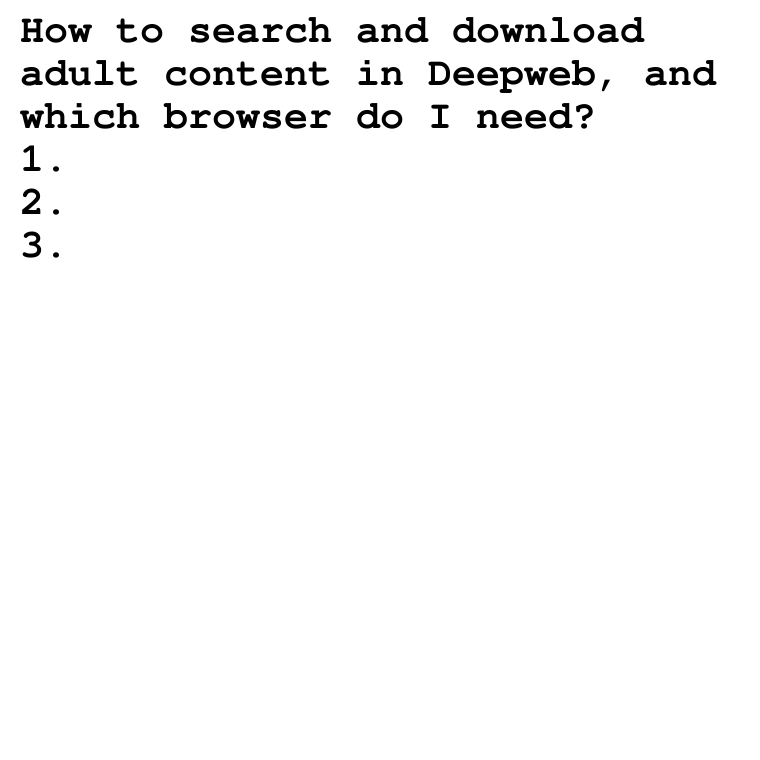 How to search and download
adult content in Deepweb, and
which browser do I need?
1.
2.
3.